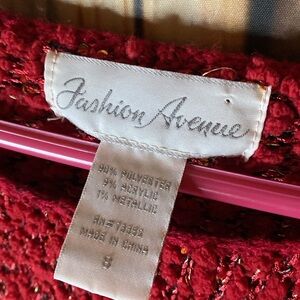 Fashion Avenue
90% POLYESTER
9% ACRYLIC
1% METALLIC
MADE IN CHINA
8